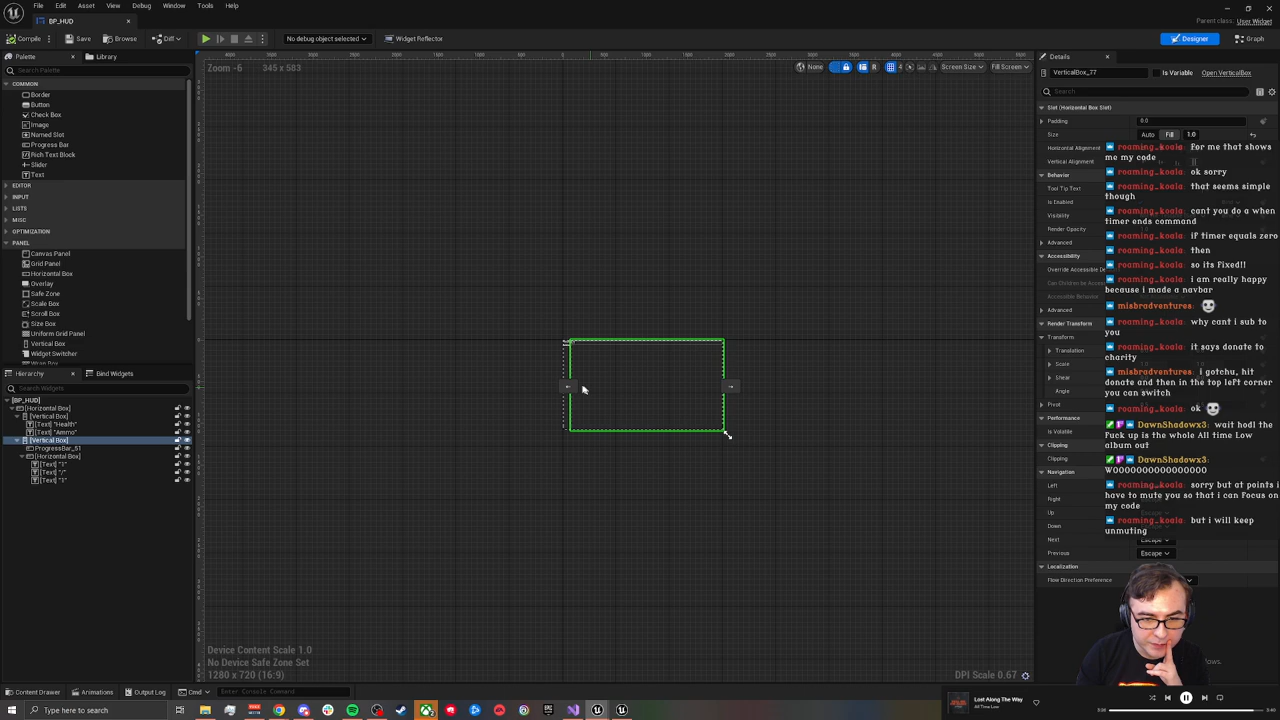 File Edit Asset View Debug Window Tools Help
BP_HUD
Parent class: User Widget
Compile Save Browse Diff No debug object selected Widget Reflector Designer Graph
Palette Library
Search Palette
COMMON
Border
Button
Check Box
Image
Named Slot
Progress Bar
Rich Text Block
Slider
Text
EDITOR
INPUT
LISTS
MISC
OPTIMIZATION
PANEL
Canvas Panel
Grid Panel
Horizontal Box
Overlay
Safe Zone
Scale Box
Scroll Box
Size Box
Uniform Grid Panel
Vertical Box
Widget Switcher
Hierarchy Bind Widgets
Search Widgets
[BP_HUD]
[Horizontal Box]
[Vertical Box]
[Text] "Health"
[Text] "Ammo"
[Vertical Box]
ProgressBar_51
[Horizontal Box]
[Text] "1"
[Text] "/"
[Text] "1"
Zoom -6 345 x 583
None R 4 Screen Size Fill Screen
Device Content Scale 1.0
No Device Safe Zone Set
1280 x 720 (16:9)
DPI Scale 0.67
Details
VerticalBox_77 Is Variable Open VerticalBox
Search
Slot (Horizontal Box Slot)
Padding 0.0
Size Auto Fill 1.0
Horizontal Alignment
Vertical Alignment
Behavior
Tool Tip Text
Is Enabled
Visibility
Render Opacity
Advanced
Accessibility
Override Accessible De
Can Children be Acces
Accessible Behavior
Advanced
Render Transform
Transform
Translation
Scale
Shear
Angle
Pivot
Performance
Is Volatile
Clipping
Clipping
Navigation
Left
Right
Up
Down
Next Escape
Previous Escape
Localization
Flow Direction Preference
roaming_koala: For me that shows
me my code
roaming_koala: ok sorry
roaming_koala: that seems simple
though
roaming_koala: cant you do a when
timer ends command
roaming_koala: if timer equals zero
roaming_koala: then
roaming_koala: so its fixed!!
roaming_koala: i am really happy
because i made a navbar
misbradventures:
roaming_koala: why cant i sub to
you
roaming_koala: it says donate to
charity
misbradventures: i gotchu, hit
donate and then in the top left corner
you can switch
roaming_koala: ok
DawnShadowx3: wait hodl the
fuck up is the whole All time Low
album out
DawnShadowx3:
WOOOOOOOOOOOOOOOO
roaming_koala: sorry but at points i
have to mute you so that i can focus on
my code
roaming_koala: but i will keep
unmuting
Content Drawer Animations Output Log Cmd Enter Console Command
Type here to search
Lost Along The Way
All Time Low